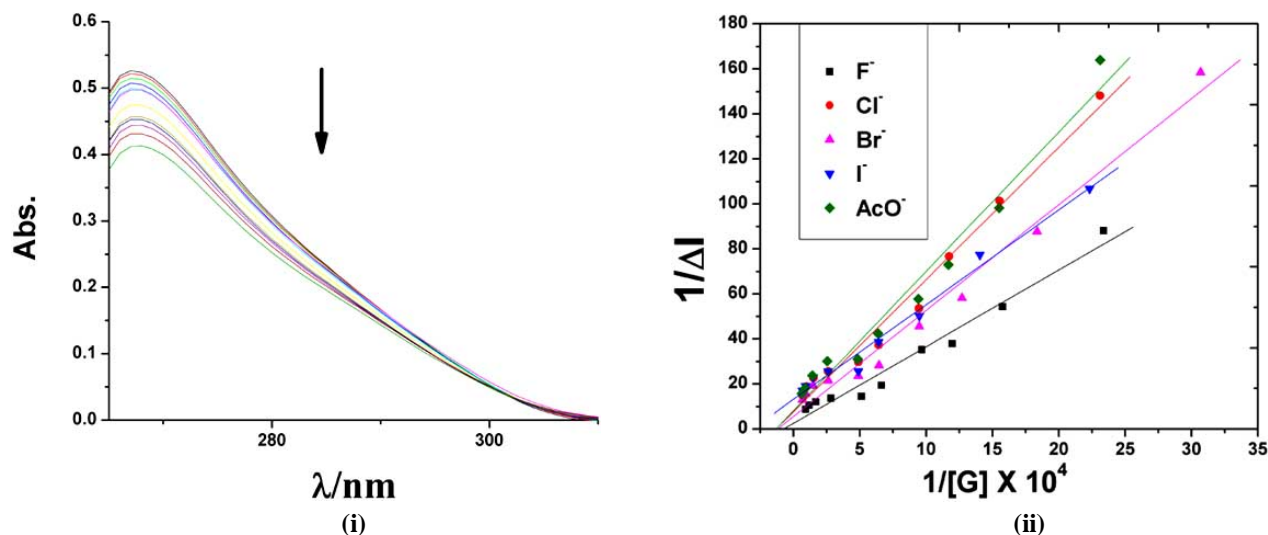 0.6
0.5
0.4
0.3
0.2
0.1
0.0
Abs.
280
300
λ/nm
(i)
180
160
140
120
100
80
60
40
20
0
1/ΔI
F⁻
Cl⁻
Br⁻
I⁻
AcO⁻
0 5 10 15 20 25 30 35
1/[G] X 10⁴
(ii)